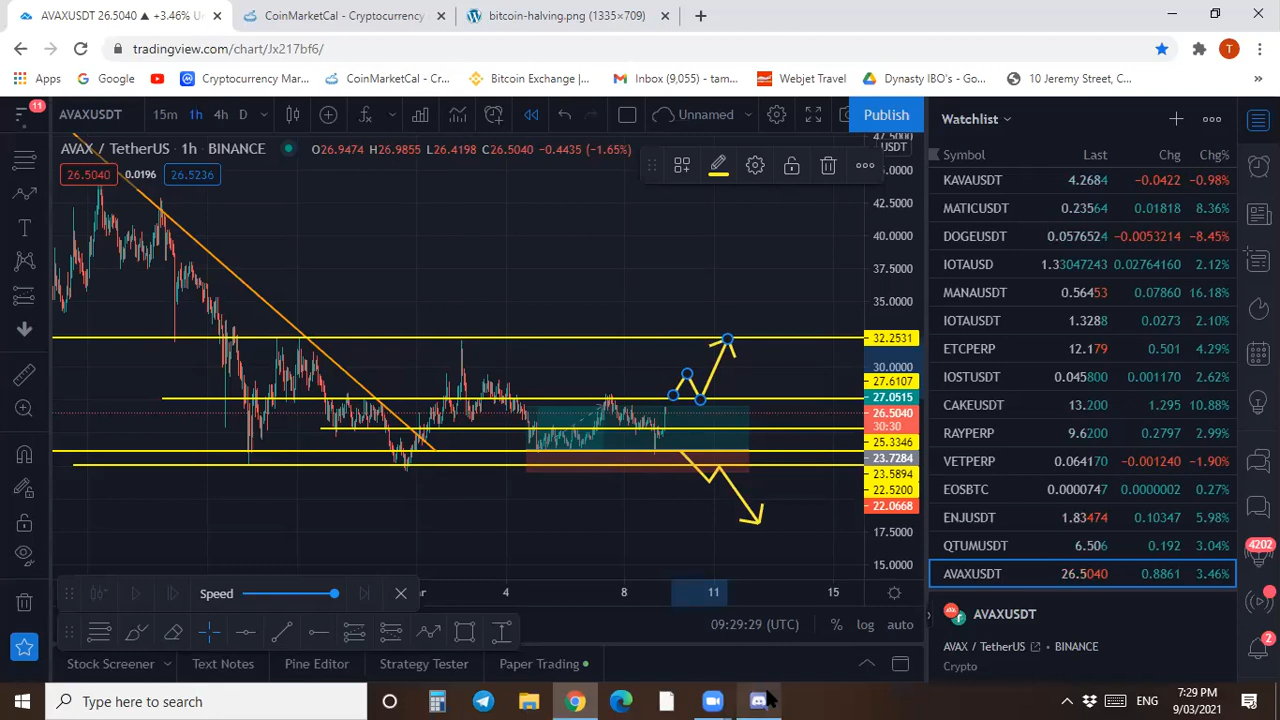 AVAXUSDT 26.5040 ▲ +3.46% Un
CoinMarketCal - Cryptocurrency
bitcoin-halving.png (1335×709)
tradingview.com/chart/Jx217bf6/
T
Apps
Google
Cryptocurrency Mar...
CoinMarketCal - Cr...
Bitcoin Exchange |...
Inbox (9,055) - tam...
Webjet Travel
Dynasty IBO's – Go...
10 Jeremy Street, C...
»
11
AVAXUSDT
15m
1h
4h
D
Unnamed
Publish
AVAX / TetherUS · 1h · BINANCE
O26.9474 H26.9855 L26.4198 C26.5040 −0.4435 (−1.65%)
26.5040
0.0196
26.5236
47.5000
USDT
45.0000
42.5000
40.0000
37.5000
35.0000
32.2531
30.0000
27.6107
27.0515
26.5040
30:30
25.3346
23.7284
23.5894
22.5200
22.0668
17.5000
15.0000
ar
4
8
11
15
Speed
09:29:29 (UTC)
%
log
auto
Stock Screener
Text Notes
Pine Editor
Strategy Tester
Paper Trading
Watchlist
Symbol Last Chg Chg%
KAVAUSDT 4.2684 −0.0422 −0.98%
MATICUSDT 0.23564 0.01818 8.36%
DOGEUSDT 0.0576524 −0.0053214 −8.45%
IOTAUSD 1.33047243 0.02764160 2.12%
MANAUSDT 0.56453 0.07860 16.18%
IOTAUSDT 1.3288 0.0273 2.10%
ETCPERP 12.179 0.501 4.29%
IOSTUSDT 0.045800 0.001170 2.62%
CAKEUSDT 13.200 1.295 10.88%
RAYPERP 9.6200 0.2797 2.99%
VETPERP 0.064170 −0.001240 −1.90%
EOSBTC 0.0000747 0.0000002 0.27%
ENJUSDT 1.83474 0.10347 5.98%
QTUMUSDT 6.506 0.192 3.04%
AVAXUSDT 26.5040 0.8861 3.46%
AVAXUSDT
AVAX / TetherUS · BINANCE
Crypto
4202
2
Type here to search
ENG
7:29 PM
9/03/2021
2